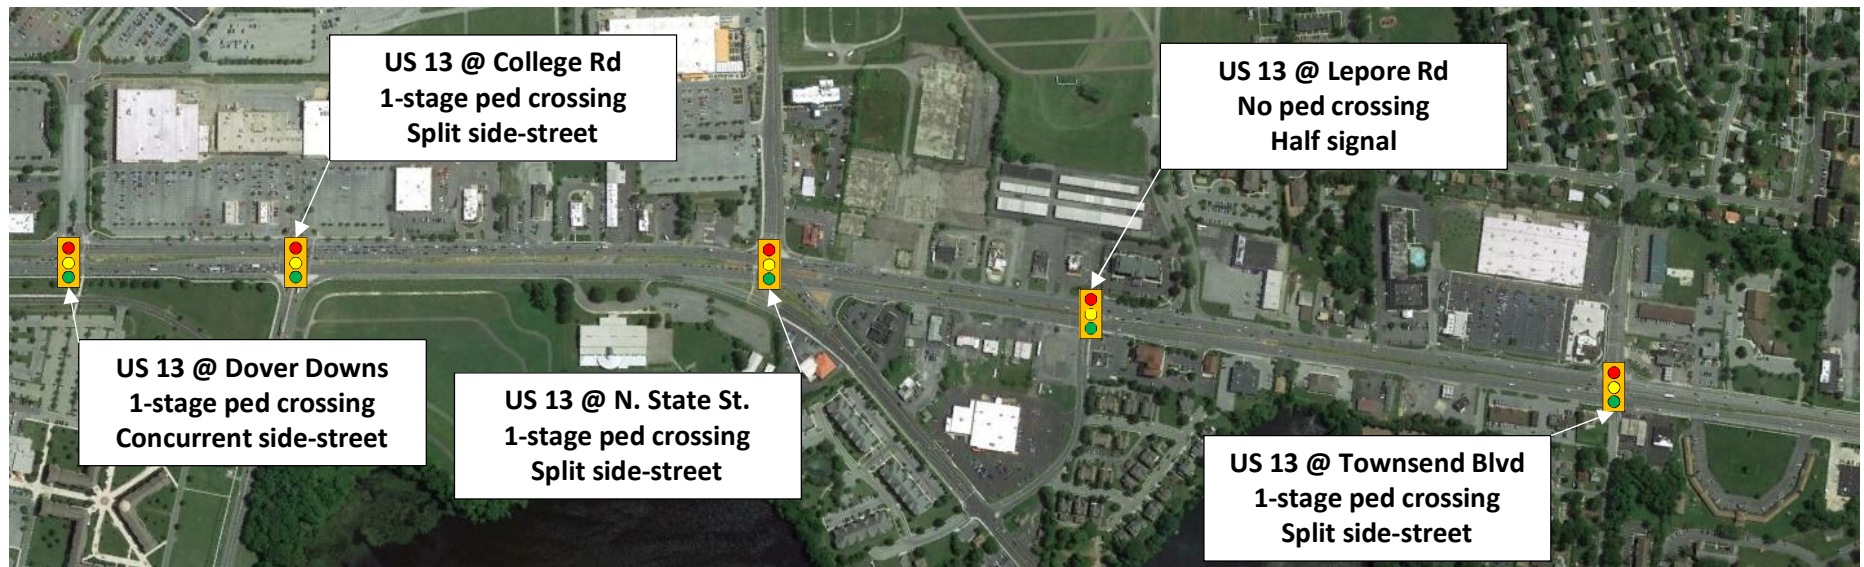 US 13 @ College Rd
1-stage ped crossing
Split side-street
US 13 @ Lepore Rd
No ped crossing
Half signal
US 13 @ Dover Downs
1-stage ped crossing
Concurrent side-street
US 13 @ N. State St.
1-stage ped crossing
Split side-street
US 13 @ Townsend Blvd
1-stage ped crossing
Split side-street